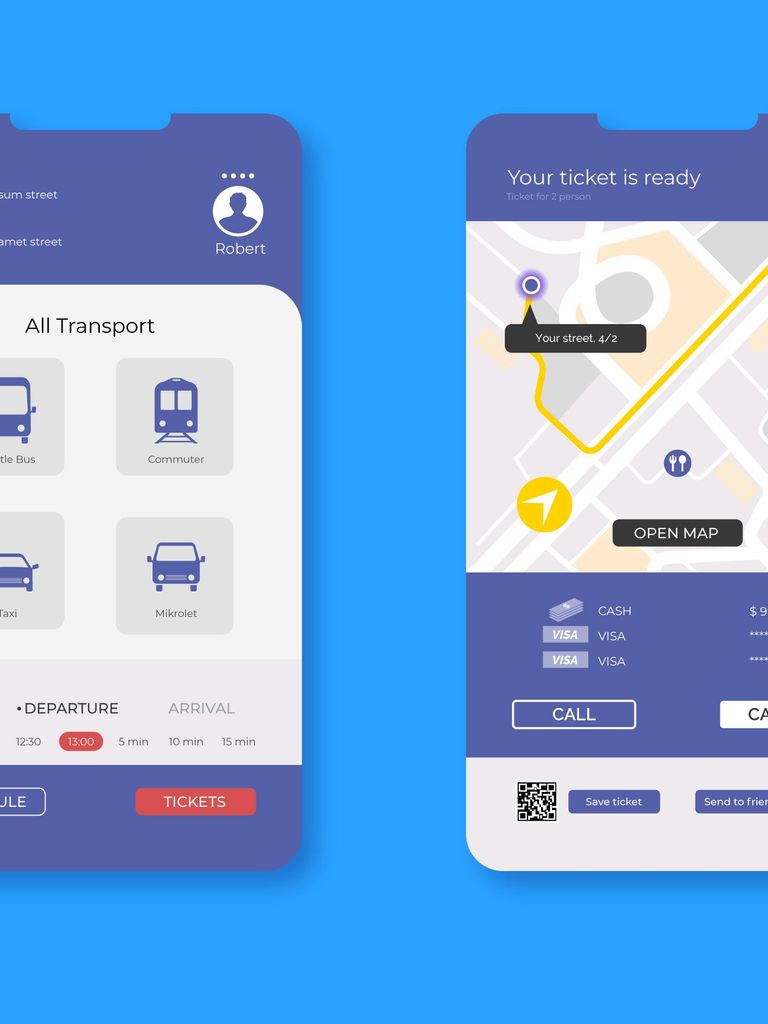 sum street
amet street
Robert
All Transport
tle Bus
Commuter
Taxi
Mikrolet
•DEPARTURE ARRIVAL
12:30 13:00 5 min 10 min 15 min
ULE
TICKETS
Your ticket is ready
Ticket for 2 person
Your street, 4/2
OPEN MAP
CASH $ 9
VISA VISA ****
VISA VISA ****
CALL
CA
Save ticket
Send to frien